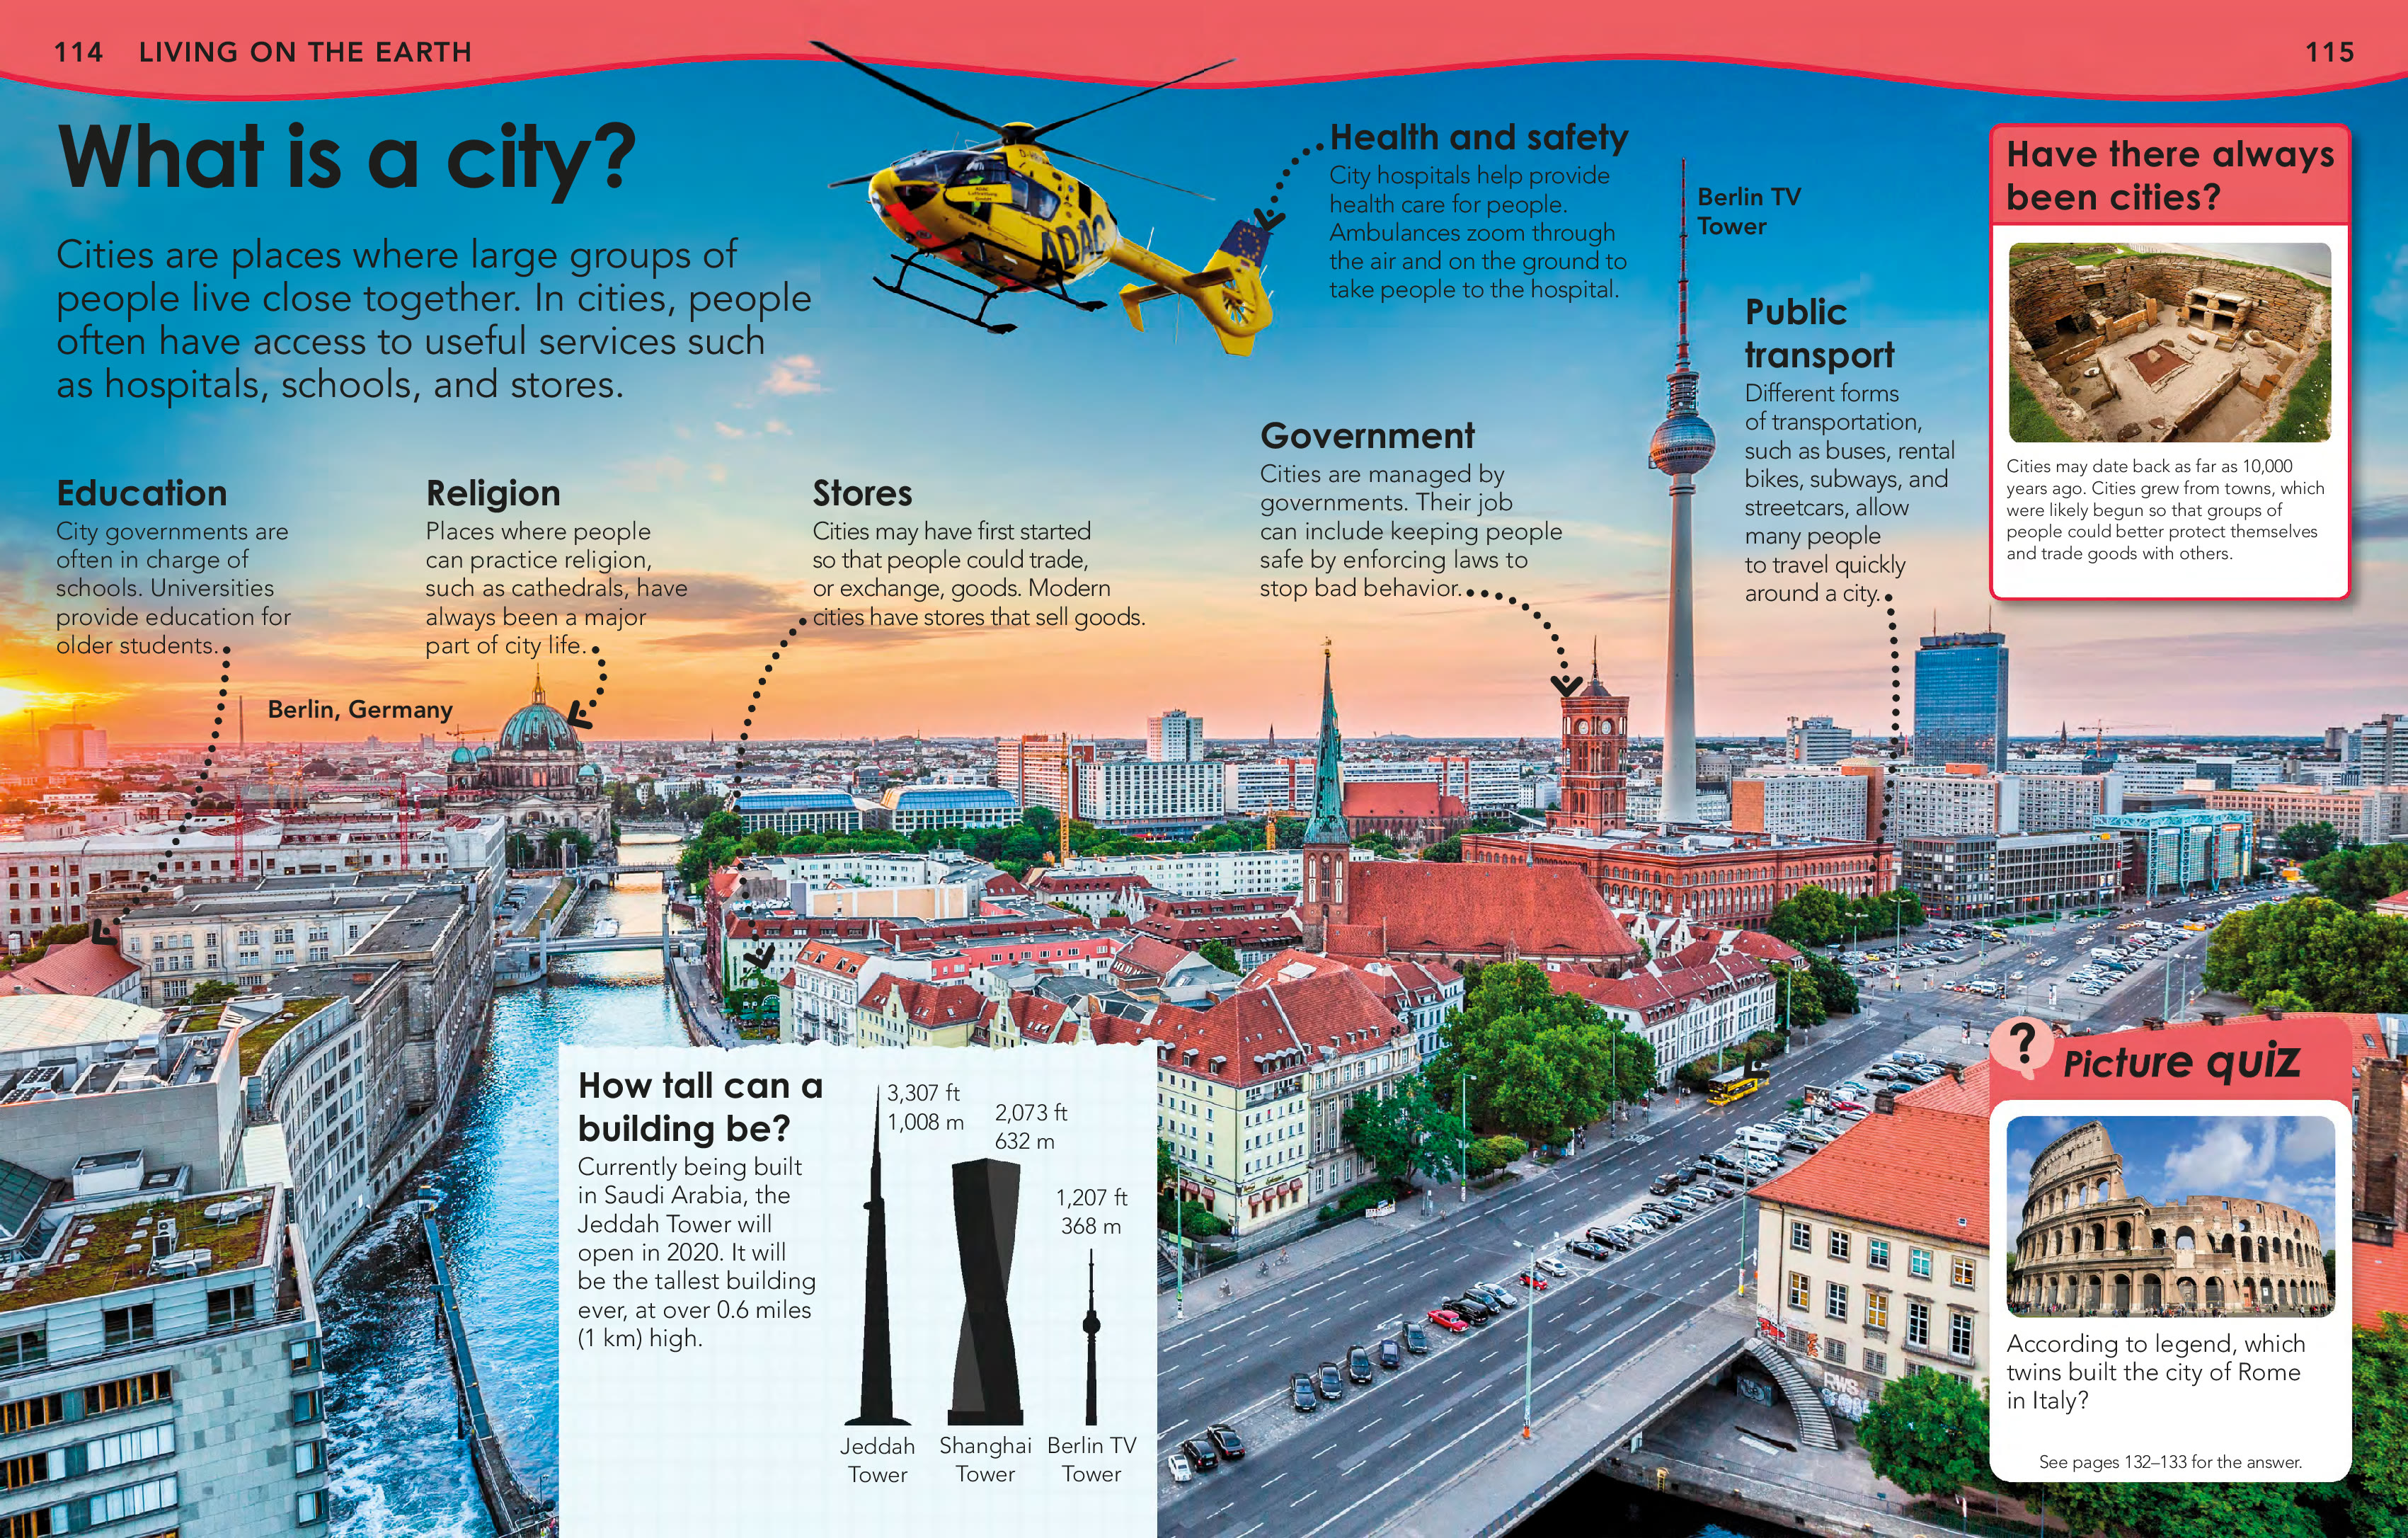 114 LIVING ON THE EARTH
115
What is a city?
Cities are places where large groups of
people live close together. In cities, people
often have access to useful services such
as hospitals, schools, and stores.
Education
City governments are
often in charge of
schools. Universities
provide education for
older students.
Berlin, Germany
Religion
Places where people
can practice religion,
such as cathedrals, have
always been a major
part of city life.
Stores
Cities may have first started
so that people could trade,
or exchange, goods. Modern
cities have stores that sell goods.
ADAC
Health and safety
City hospitals help provide
health care for people.
Ambulances zoom through
the air and on the ground to
take people to the hospital.
Government
Cities are managed by
governments. Their job
can include keeping people
safe by enforcing laws to
stop bad behavior.
Berlin TV
Tower
Public
transport
Different forms
of transportation,
such as buses, rental
bikes, subways, and
streetcars, allow
many people
to travel quickly
around a city.
Have there always
been cities?
Cities may date back as far as 10,000
years ago. Cities grew from towns, which
were likely begun so that groups of
people could better protect themselves
and trade goods with others.
How tall can a
building be?
Currently being built
in Saudi Arabia, the
Jeddah Tower will
open in 2020. It will
be the tallest building
ever, at over 0.6 miles
(1 km) high.
3,307 ft
1,008 m
2,073 ft
632 m
1,207 ft
368 m
Jeddah
Tower
Shanghai
Tower
Berlin TV
Tower
?
Picture quiz
According to legend, which
twins built the city of Rome
in Italy?
See pages 132–133 for the answer.